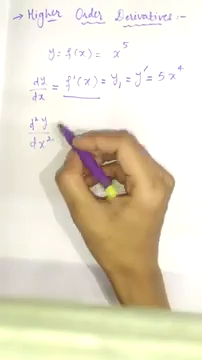 → Higher Order Derivatives :-
y = f(x) = x⁵
dy/dx = f'(x) = y₁ = y' = 5x⁴
d²y/dx²